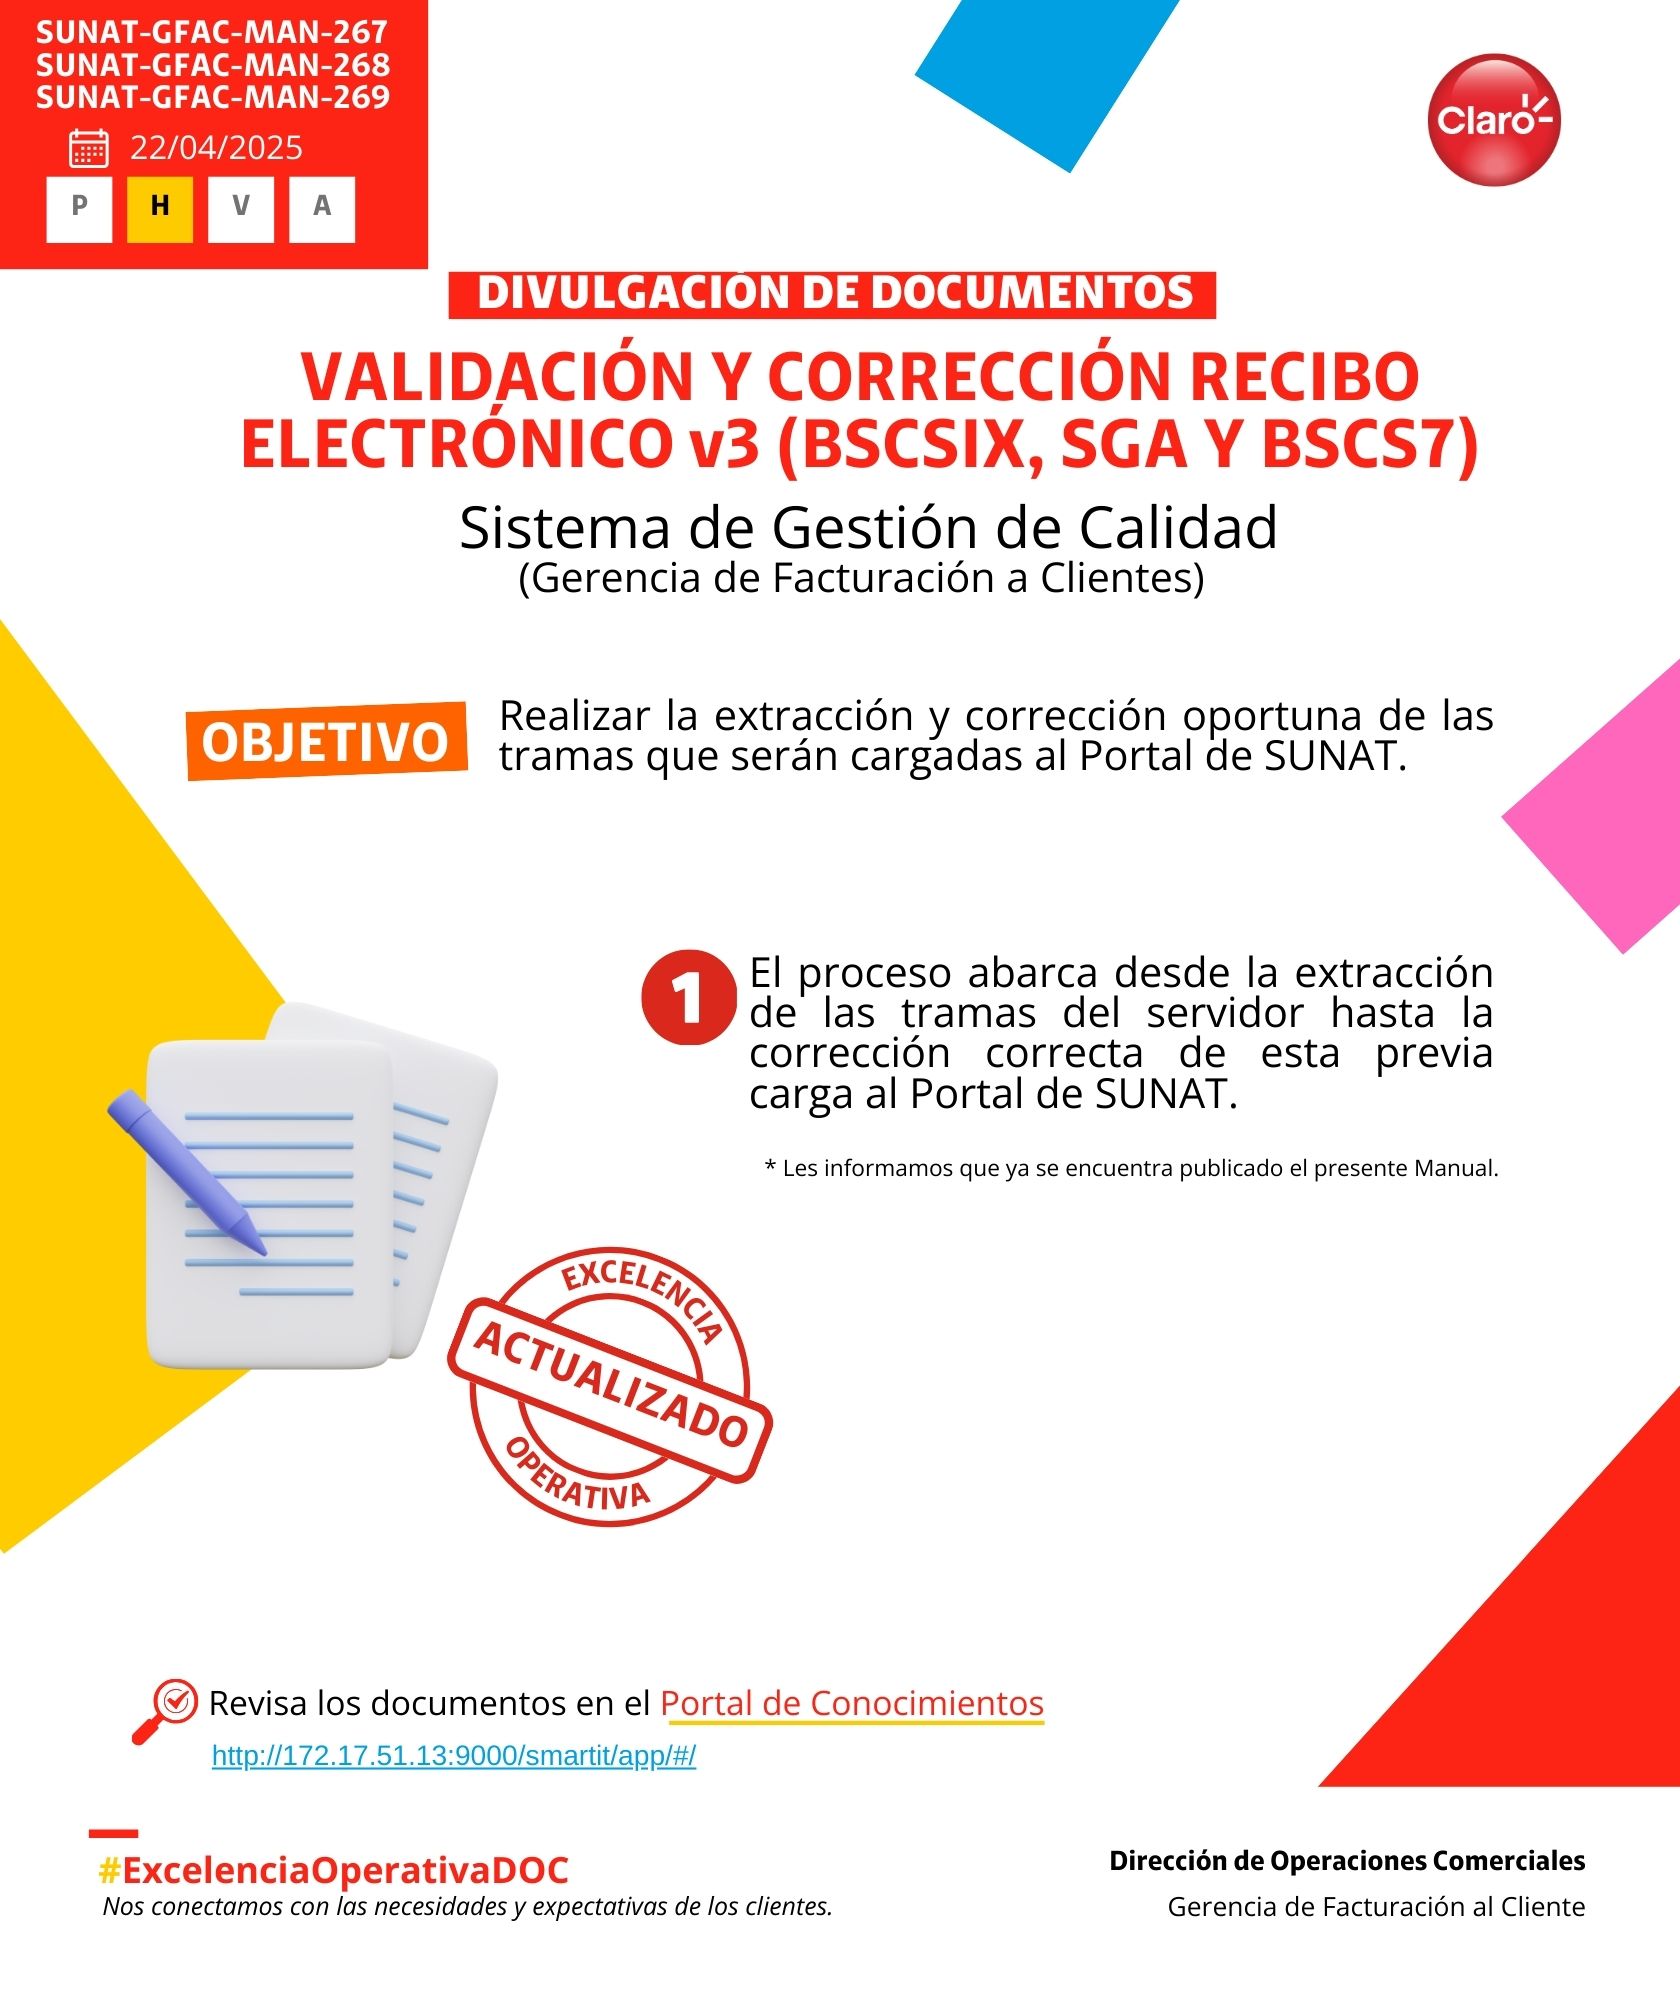 SUNAT-GFAC-MAN-267
SUNAT-GFAC-MAN-268
SUNAT-GFAC-MAN-269
22/04/2025
P H V A
Claro
DIVULGACIÓN DE DOCUMENTOS
VALIDACIÓN Y CORRECCIÓN RECIBO
ELECTRÓNICO v3 (BSCSIX, SGA Y BSCS7)
Sistema de Gestión de Calidad
(Gerencia de Facturación a Clientes)
OBJETIVO
Realizar la extracción y corrección oportuna de las
tramas que serán cargadas al Portal de SUNAT.
1
El proceso abarca desde la extracción
de las tramas del servidor hasta la
corrección correcta de esta previa
carga al Portal de SUNAT.
* Les informamos que ya se encuentra publicado el presente Manual.
EXCELENCIA
ACTUALIZADO
OPERATIVA
Revisa los documentos en el Portal de Conocimientos
http://172.17.51.13:9000/smartit/app/#/
#ExcelenciaOperativaDOC
Nos conectamos con las necesidades y expectativas de los clientes.
Dirección de Operaciones Comerciales
Gerencia de Facturación al Cliente